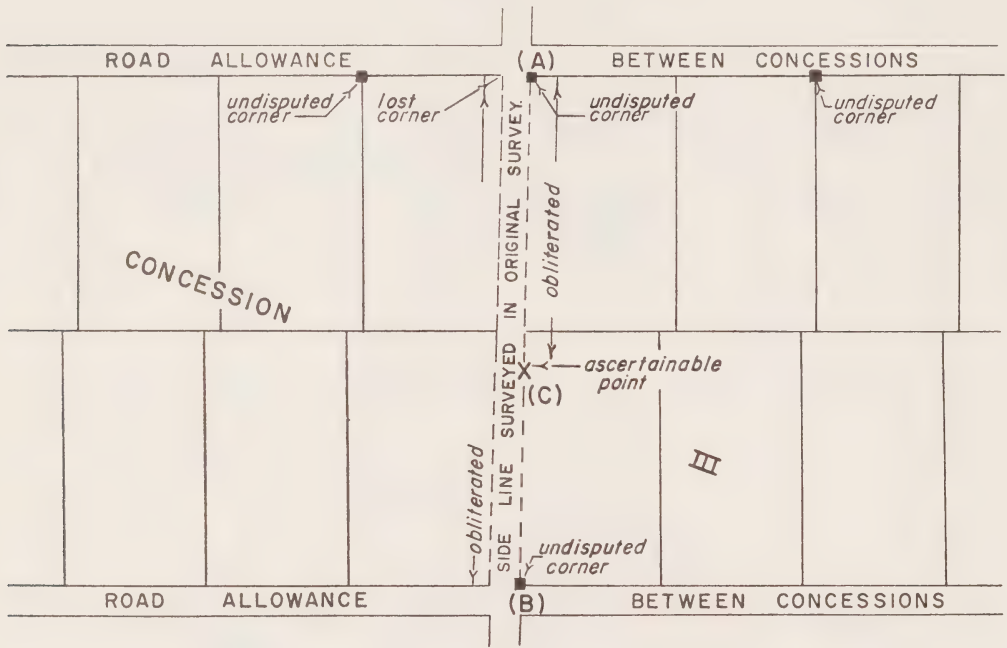 ROAD ALLOWANCE (A) BETWEEN CONCESSIONS
undisputed
corner
lost
corner
undisputed
corner
undisputed
corner
SIDE LINE SURVEYED IN ORIGINAL SURVEY.
obliterated
CONCESSION
ascertainable
point
(C)
III
obliterated
undisputed
corner
(B)
ROAD ALLOWANCE BETWEEN CONCESSIONS